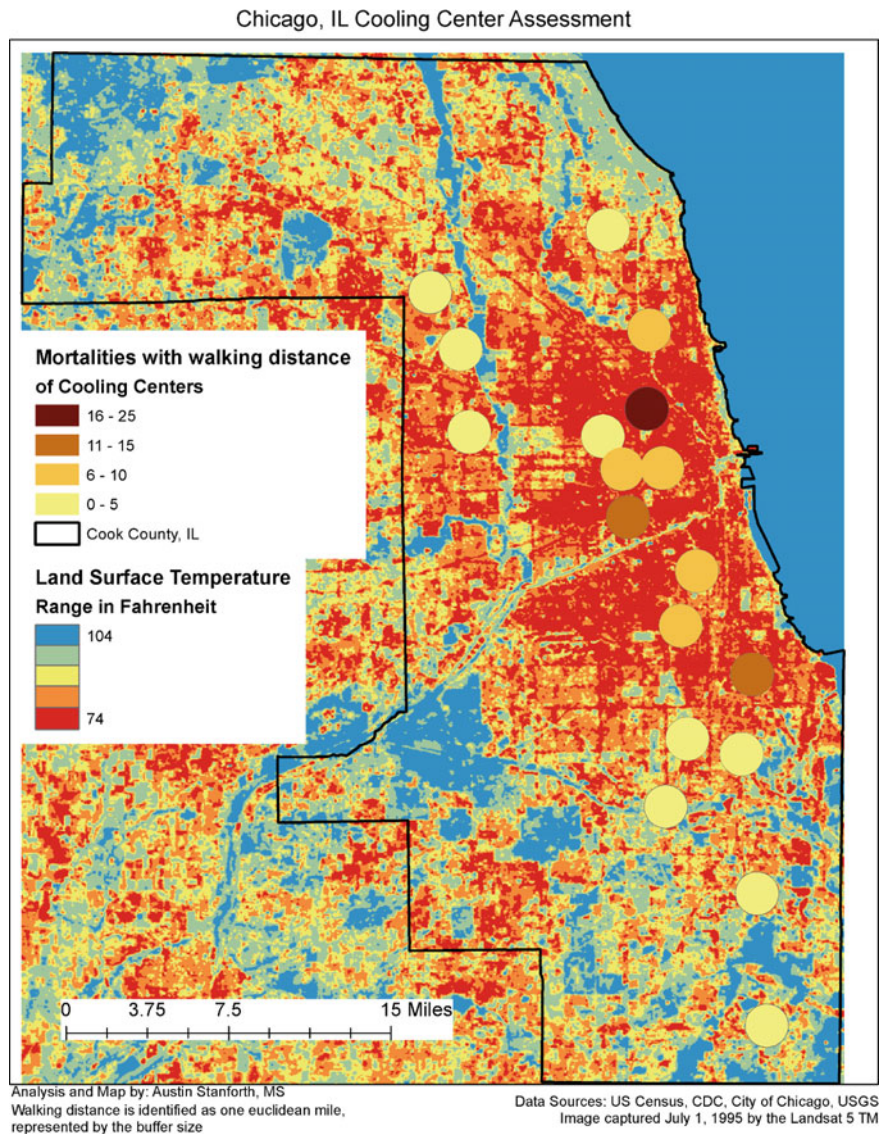 Chicago, IL Cooling Center Assessment
Mortalities with walking distance
of Cooling Centers
16 - 25
11 - 15
6 - 10
0 - 5
Cook County, IL
Land Surface Temperature
Range in Fahrenheit
104
74
0 3.75 7.5 15 Miles
Analysis and Map by: Austin Stanforth, MS
Walking distance is identified as one euclidean mile,
represented by the buffer size
Data Sources: US Census, CDC, City of Chicago, USGS
Image captured July 1, 1995 by the Landsat 5 TM